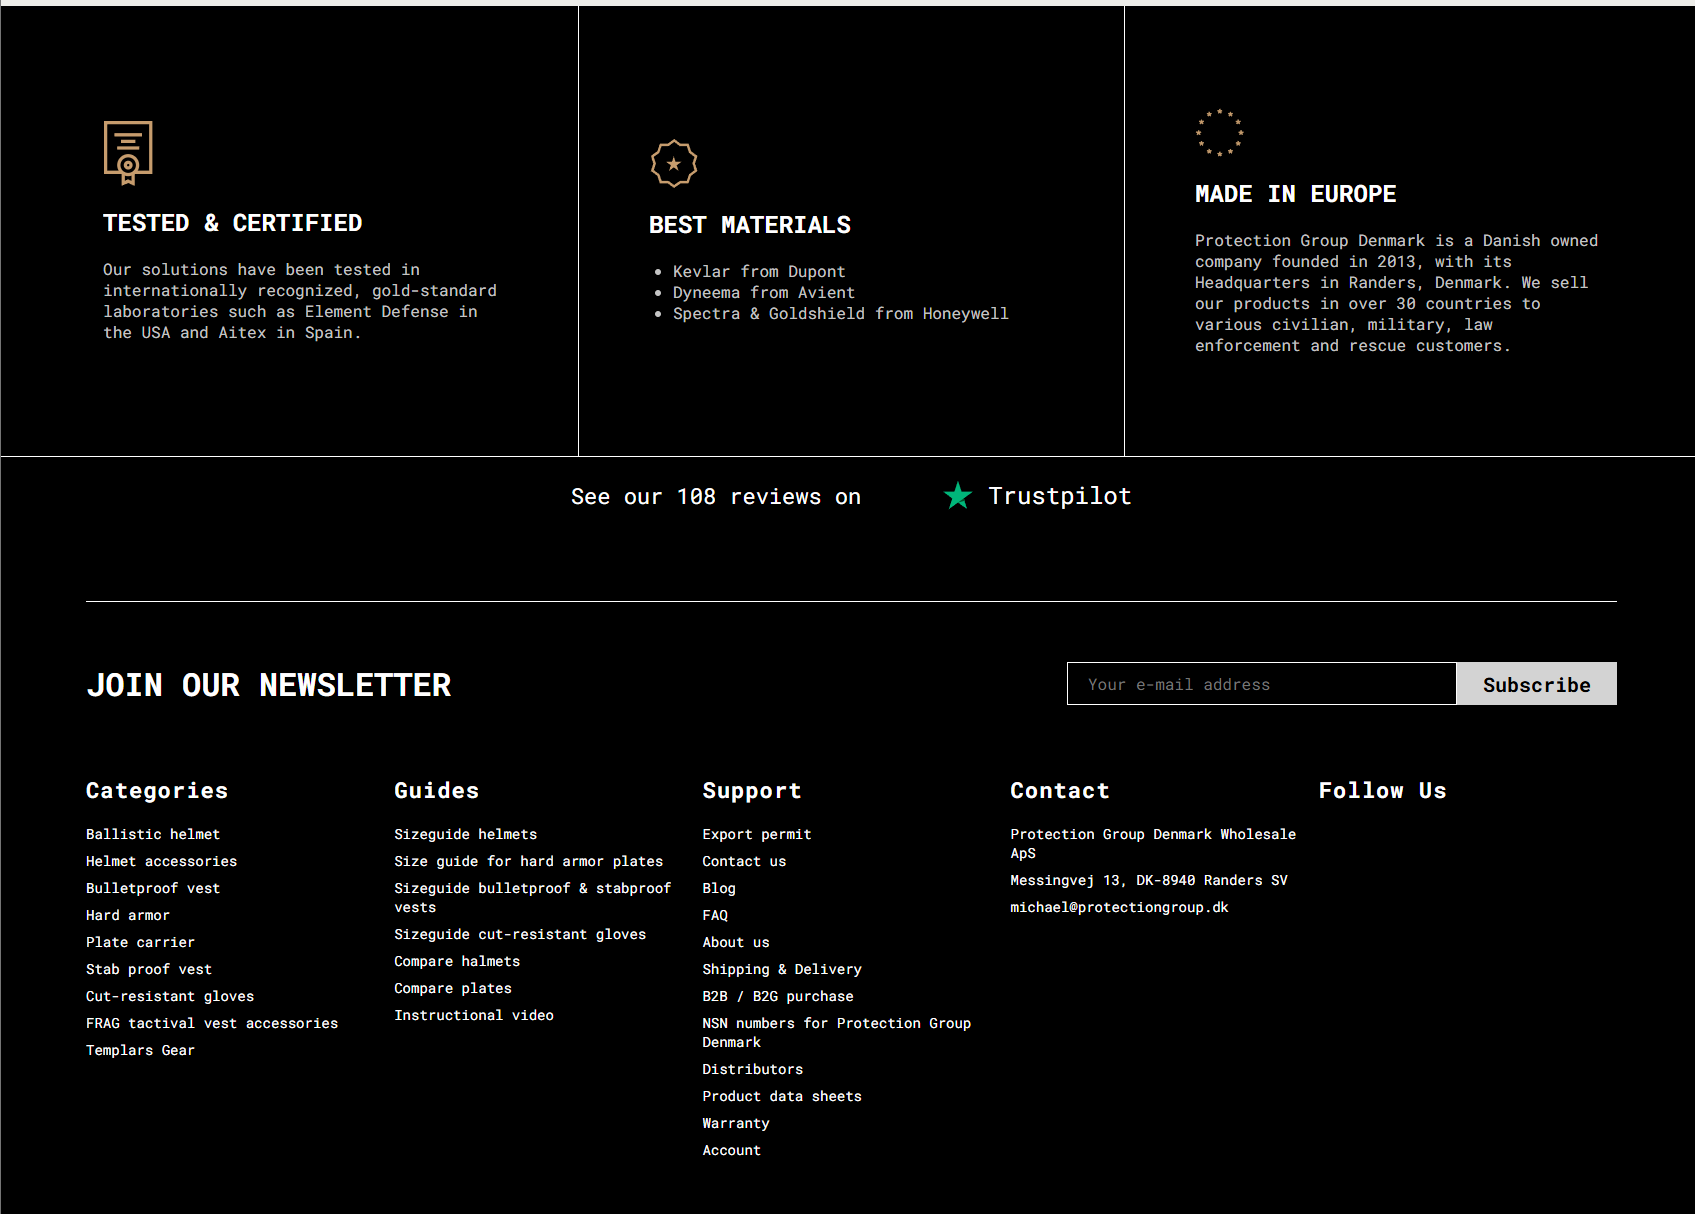 TESTED & CERTIFIED
Our solutions have been tested in
internationally recognized, gold-standard
laboratories such as Element Defense in
the USA and Aitex in Spain.
BEST MATERIALS
• Kevlar from Dupont
• Dyneema from Avient
• Spectra & Goldshield from Honeywell
MADE IN EUROPE
Protection Group Denmark is a Danish owned
company founded in 2013, with its
Headquarters in Randers, Denmark. We sell
our products in over 30 countries to
various civilian, military, law
enforcement and rescue customers.
See our 108 reviews on Trustpilot
JOIN OUR NEWSLETTER
Your e-mail address
Subscribe
Categories
Ballistic helmet
Helmet accessories
Bulletproof vest
Hard armor
Plate carrier
Stab proof vest
Cut-resistant gloves
FRAG tactival vest accessories
Templars Gear
Guides
Sizeguide helmets
Size guide for hard armor plates
Sizeguide bulletproof & stabproof
vests
Sizeguide cut-resistant gloves
Compare halmets
Compare plates
Instructional video
Support
Export permit
Contact us
Blog
FAQ
About us
Shipping & Delivery
B2B / B2G purchase
NSN numbers for Protection Group
Denmark
Distributors
Product data sheets
Warranty
Account
Contact
Protection Group Denmark Wholesale
ApS
Messingvej 13, DK-8940 Randers SV
michael@protectiongroup.dk
Follow Us